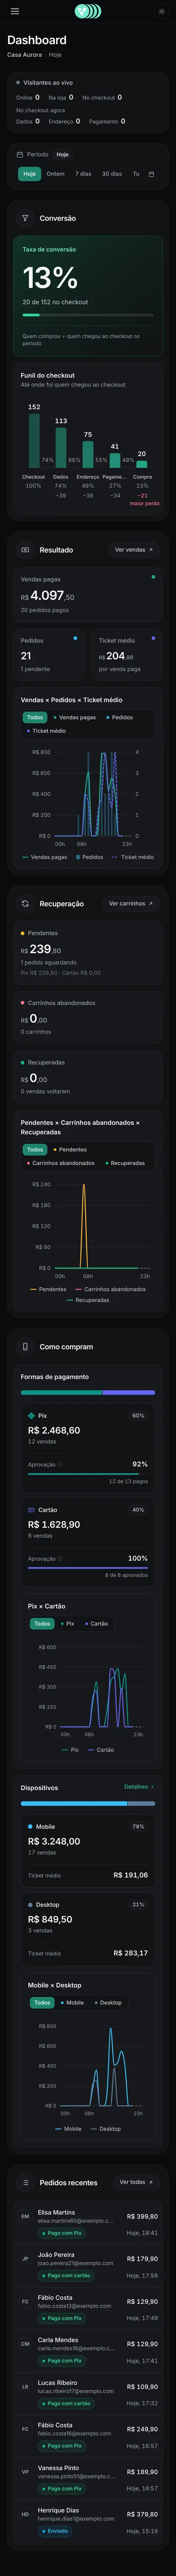 Dashboard
Casa Aurora · Hoje
Visitantes ao vivo
Online 0 Na loja 0 No checkout 0
No checkout agora
Dados 0 Endereço 0 Pagamento 0
Período Hoje
Hoje Ontem 7 dias 30 dias Tu
Conversão
Taxa de conversão
13%
20 de 152 no checkout
Quem comprou ÷ quem chegou ao checkout no
período
Funil do checkout
Até onde foi quem chegou ao checkout
152
113
75
41
20
74% 66% 55% 49%
Checkout Dados Endereço Pagame... Compra
100% 74% 49% 27% 13%
−39 −38 −34 −21
maior perda
Resultado
Ver vendas
Vendas pagas
R$ 4.097,50
20 pedidos pagos
Pedidos
21
1 pendente
Ticket médio
R$ 204,88
por venda paga
Vendas × Pedidos × Ticket médio
Todos Vendas pagas Pedidos
Ticket médio
R$ 800 4
R$ 600 3
R$ 400 2
R$ 200 1
R$ 0 0
00h 08h 23h
Vendas pagas Pedidos Ticket médio
Recuperação
Ver carrinhos
Pendentes
R$ 239,80
1 pedido aguardando
Pix R$ 239,80 · Cartão R$ 0,00
Carrinhos abandonados
R$ 0,00
0 carrinhos
Recuperadas
R$ 0,00
0 vendas voltaram
Pendentes × Carrinhos abandonados ×
Recuperadas
Todos Pendentes
Carrinhos abandonados Recuperadas
R$ 240
R$ 180
R$ 120
R$ 60
R$ 0
00h 08h 23h
Pendentes Carrinhos abandonados
Recuperadas
Como compram
Formas de pagamento
Pix 60%
R$ 2.468,60
12 vendas
Aprovação 92%
12 de 13 pagos
Cartão 40%
R$ 1.628,90
8 vendas
Aprovação 100%
8 de 8 aprovados
Pix × Cartão
Todos Pix Cartão
R$ 600
R$ 450
R$ 300
R$ 150
R$ 0
00h 08h 23h
Pix Cartão
Dispositivos Detalhes
Mobile 79%
R$ 3.248,00
17 vendas
Ticket médio R$ 191,06
Desktop 21%
R$ 849,50
3 vendas
Ticket médio R$ 283,17
Mobile × Desktop
Todos Mobile Desktop
R$ 800
R$ 600
R$ 400
R$ 200
R$ 0
00h 08h 23h
Mobile Desktop
Pedidos recentes
Ver todas
EM Elisa Martins R$ 399,80
elisa.martins60@exemplo.c...
Pago com Pix Hoje, 18:41
JP João Pereira R$ 179,90
joao.pereira21@exemplo.com
Pago com cartão Hoje, 17:58
FC Fábio Costa R$ 129,90
fabio.costa13@exemplo.com
Pago com Pix Hoje, 17:49
CM Carla Mendes R$ 129,90
carla.mendes16@exemplo.c...
Pago com Pix Hoje, 17:41
LR Lucas Ribeiro R$ 109,90
lucas.ribeiro17@exemplo.com
Pago com cartão Hoje, 17:32
FC Fábio Costa R$ 249,90
fabio.costa18@exemplo.com
Pago com Pix Hoje, 16:57
VP Vanessa Pinto R$ 189,90
vanessa.pinto51@exemplo.c...
Pago com Pix Hoje, 16:57
HD Henrique Dias R$ 379,80
henrique.dias1@exemplo.com
Enviado Hoje, 15:19